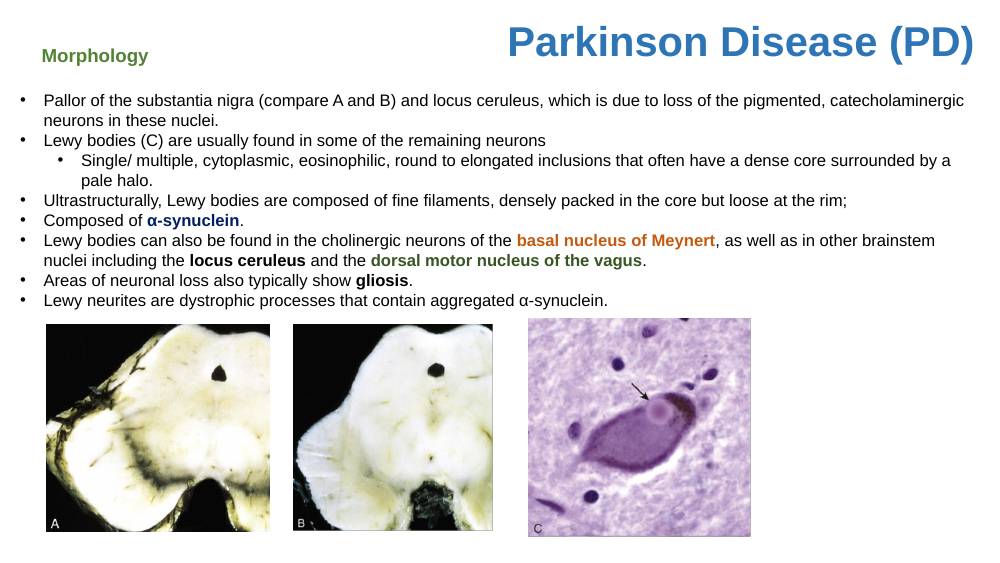 Parkinson Disease (PD)
Morphology
• Pallor of the substantia nigra (compare A and B) and locus ceruleus, which is due to loss of the pigmented, catecholaminergic
neurons in these nuclei.
• Lewy bodies (C) are usually found in some of the remaining neurons
• Single/ multiple, cytoplasmic, eosinophilic, round to elongated inclusions that often have a dense core surrounded by a
pale halo.
• Ultrastructurally, Lewy bodies are composed of fine filaments, densely packed in the core but loose at the rim;
• Composed of α-synuclein.
• Lewy bodies can also be found in the cholinergic neurons of the basal nucleus of Meynert, as well as in other brainstem
nuclei including the locus ceruleus and the dorsal motor nucleus of the vagus.
• Areas of neuronal loss also typically show gliosis.
• Lewy neurites are dystrophic processes that contain aggregated α-synuclein.
A
B
C